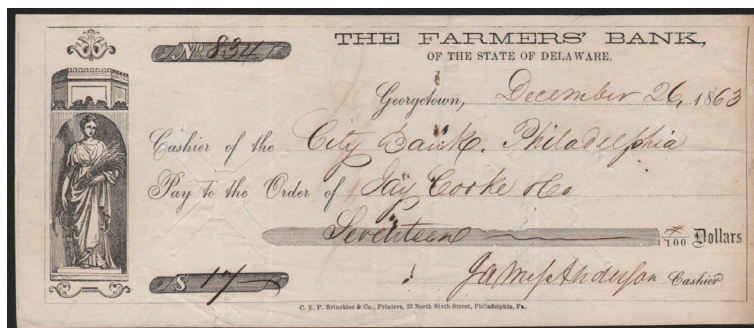 No 834 THE FARMERS' BANK,
OF THE STATE OF DELAWARE.
Georgetown, December 26, 1863
Cashier of the City Bank. Philadelphia
Pay to the Order of Jay Cooke & Co
Seventeen /100 Dollars
$ 17 Cashier
C. E. P. Brinckloe & Co., Printers, 23 North Sixth Street, Philadelphia, Pa.